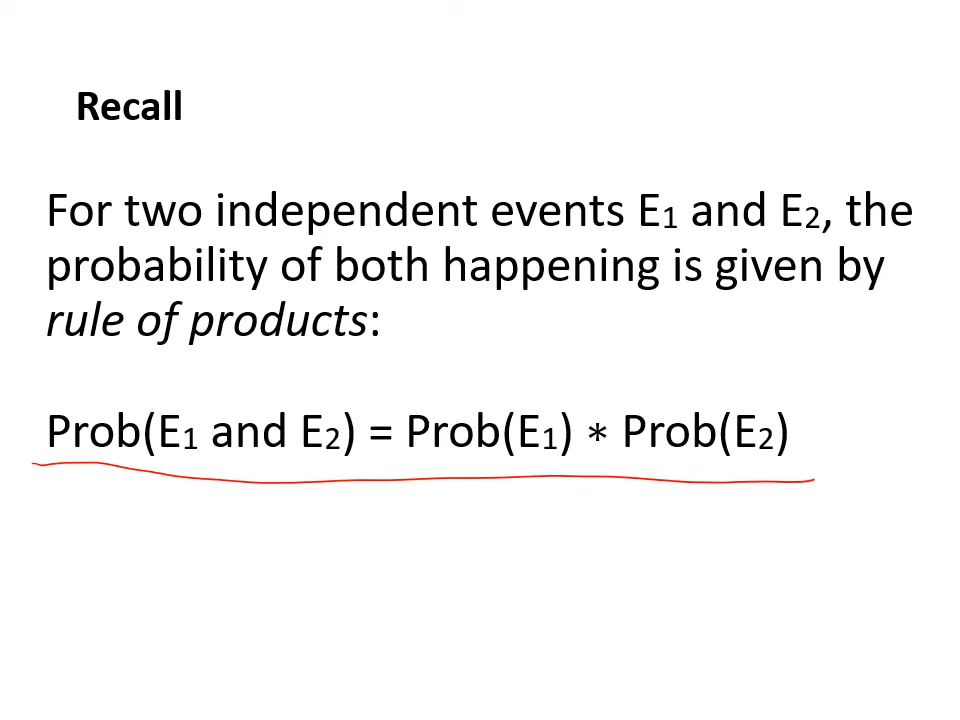 Recall
For two independent events E₁ and E₂, the
probability of both happening is given by
rule of products:
Prob(E₁ and E₂) = Prob(E₁) ∗ Prob(E₂)